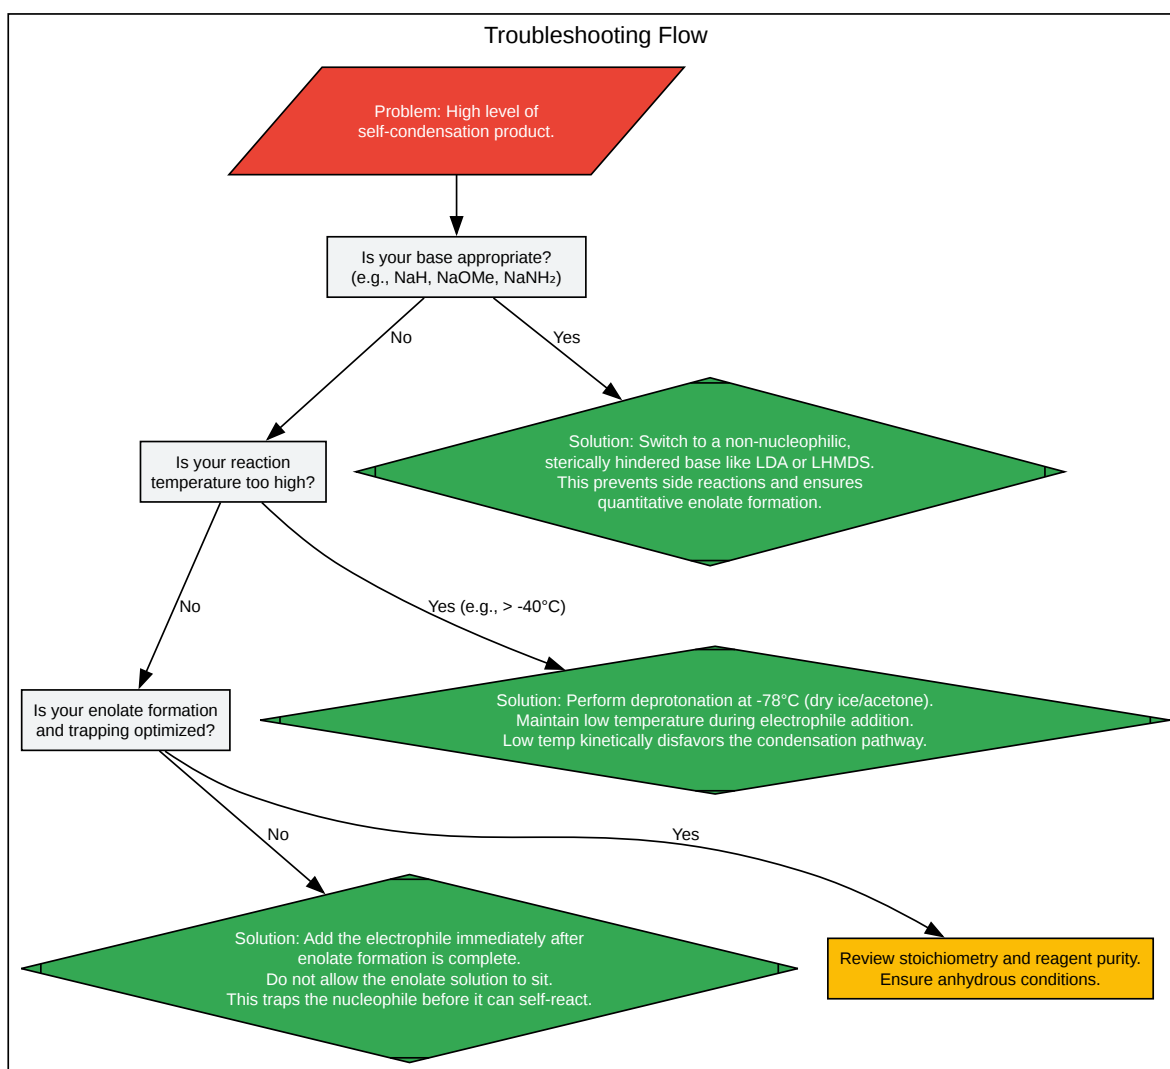 Troubleshooting Flow
Problem: High level of
self-condensation product.
Is your base appropriate?
(e.g., NaH, NaOMe, NaNH₂)
No
Yes
Solution: Switch to a non-nucleophilic,
sterically hindered base like LDA or LHMDS.
This prevents side reactions and ensures
quantitative enolate formation.
Is your reaction
temperature too high?
No
Yes (e.g., > -40°C)
Solution: Perform deprotonation at -78°C (dry ice/acetone).
Maintain low temperature during electrophile addition.
Low temp kinetically disfavors the condensation pathway.
Is your enolate formation
and trapping optimized?
No
Yes
Solution: Add the electrophile immediately after
enolate formation is complete.
Do not allow the enolate solution to sit.
This traps the nucleophile before it can self-react.
Review stoichiometry and reagent purity.
Ensure anhydrous conditions.